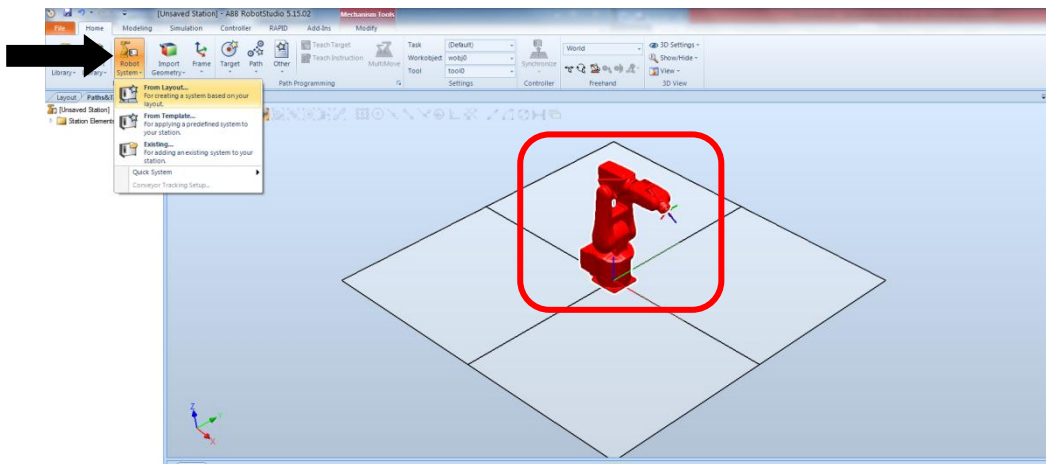 [Unsaved Station] - ABB RobotStudio 5.15.02
Mechanism Tools
File Home Modeling Simulation Controller RAPID Add-Ins Modify
Library Library Robot System Import Geometry Frame Target Path Other
Teach Target
Teach Instruction
MultiMove
Task (Default)
Workobject wobj0
Tool tool0
Synchronize
World
3D Settings
Show/Hide
View
Path Programming Settings Controller Freehand 3D View
Layout Paths&T
[Unsaved Station]
Station Element
From Layout...
For creating a system based on your
layout.
From Template...
For applying a predefined system to
your station.
Existing...
For adding an existing system to your
station.
Quick System
Conveyor Tracking Setup...
Z
X